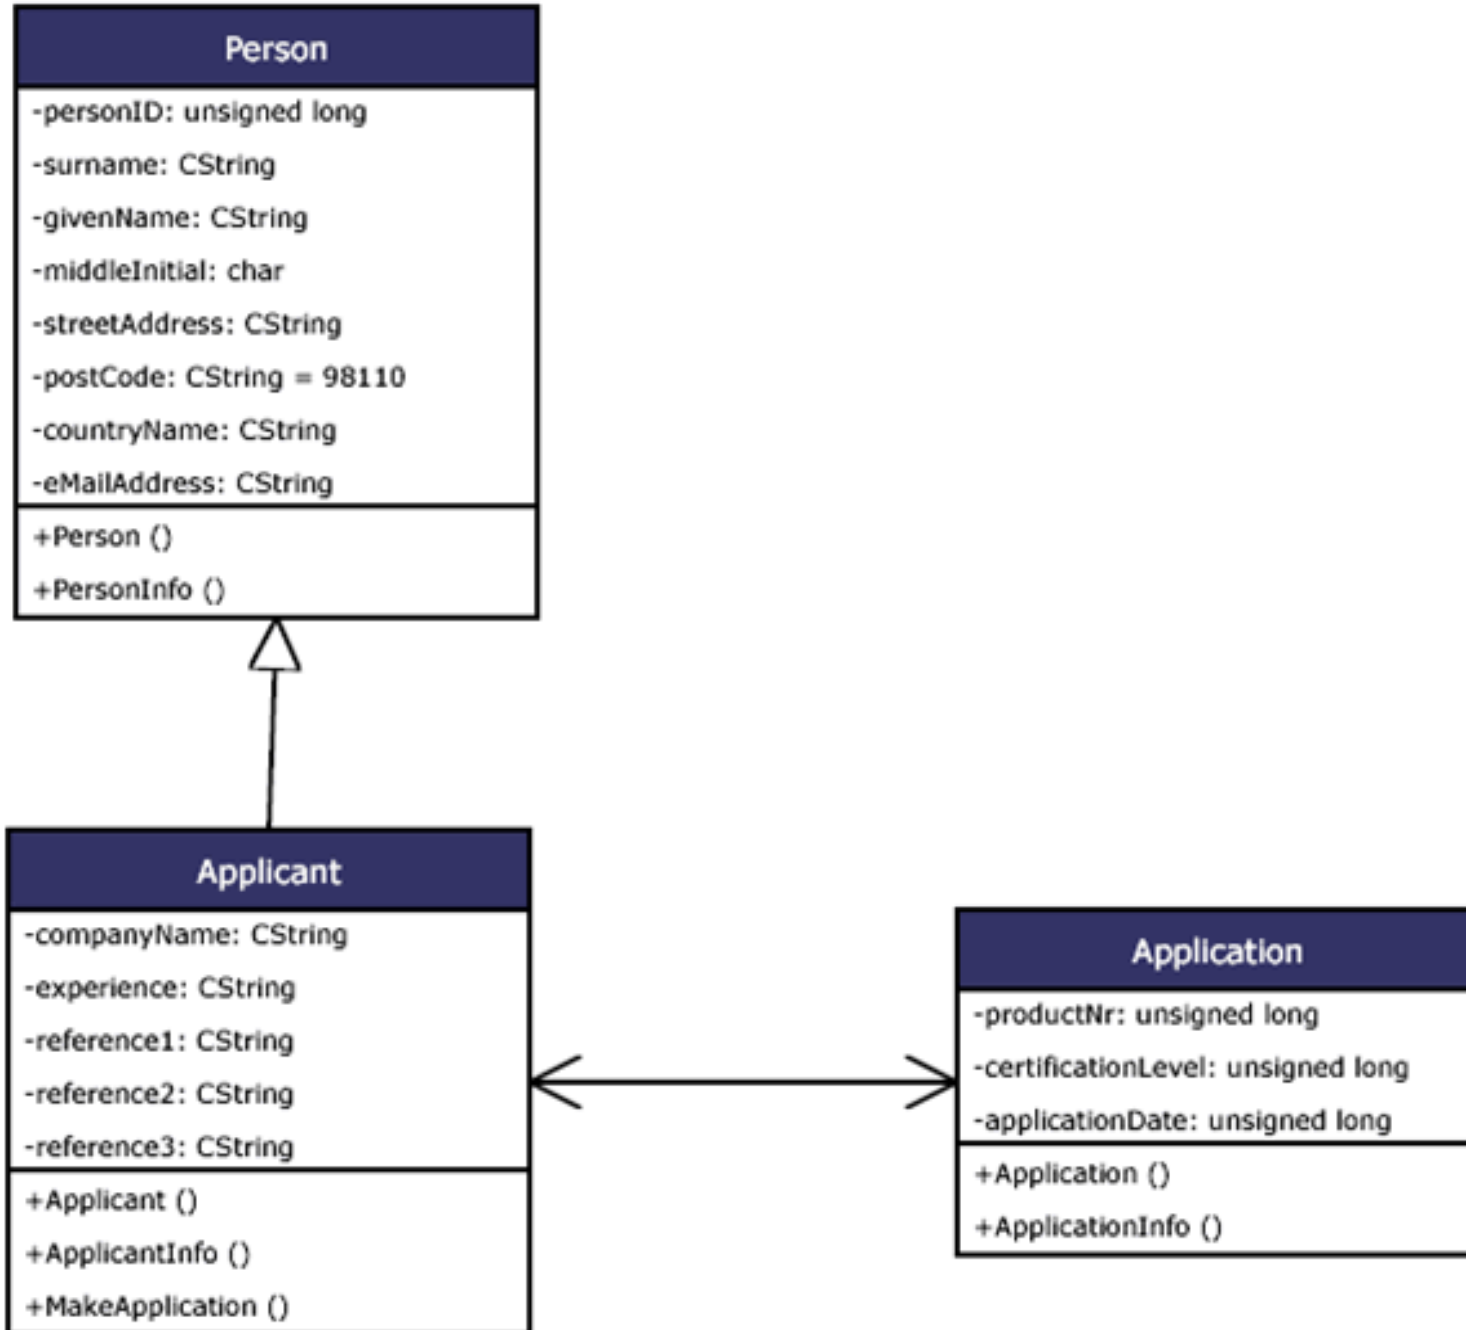 Person
-personID: unsigned long
-surname: CString
-givenName: CString
-middleInitial: char
-streetAddress: CString
-postCode: CString = 98110
-countryName: CString
-eMailAddress: CString
+Person ()
+PersonInfo ()
Applicant
-companyName: CString
-experience: CString
-reference1: CString
-reference2: CString
-reference3: CString
+Applicant ()
+ApplicantInfo ()
+MakeApplication ()
Application
-productNr: unsigned long
-certificationLevel: unsigned long
-applicationDate: unsigned long
+Application ()
+ApplicationInfo ()